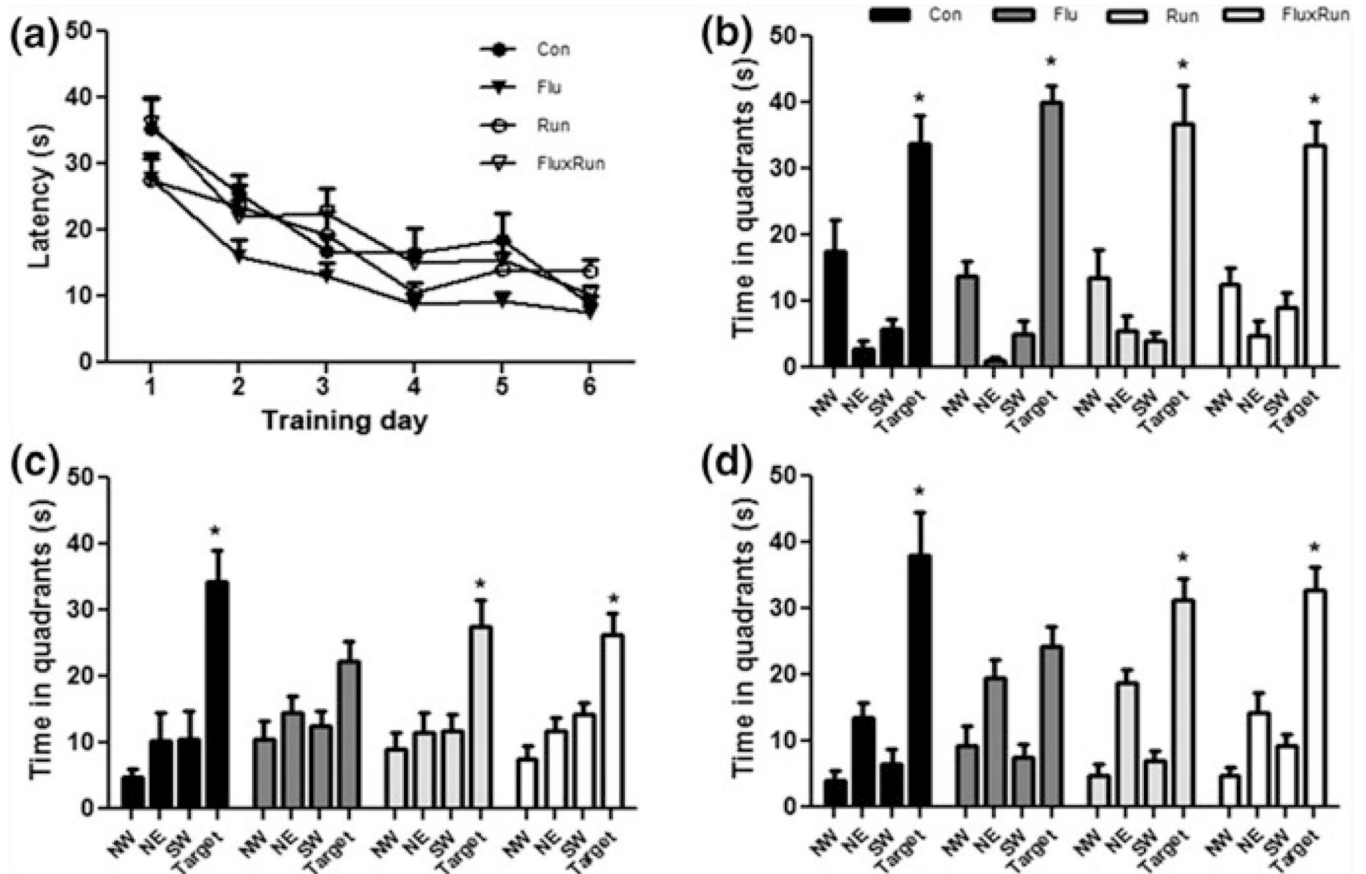 (a)
50
40
30
20
10
0
Latency (s)
Con
Flu
Run
FluxRun
1 2 3 4 5 6
Training day
(b)
Con Flu Run FluxRun
50
40
30
20
10
0
Time in quadrants (s)
* * * *
NW NE SW Target NW NE SW Target NW NE SW Target NW NE SW Target
(c)
50
40
30
20
10
0
Time in quadrants (s)
* * *
NW NE SW Target NW NE SW Target NW NE SW Target NW NE SW Target
(d)
50
40
30
20
10
0
Time in quadrants (s)
* * *
NW NE SW Target NW NE SW Target NW NE SW Target NW NE SW Target